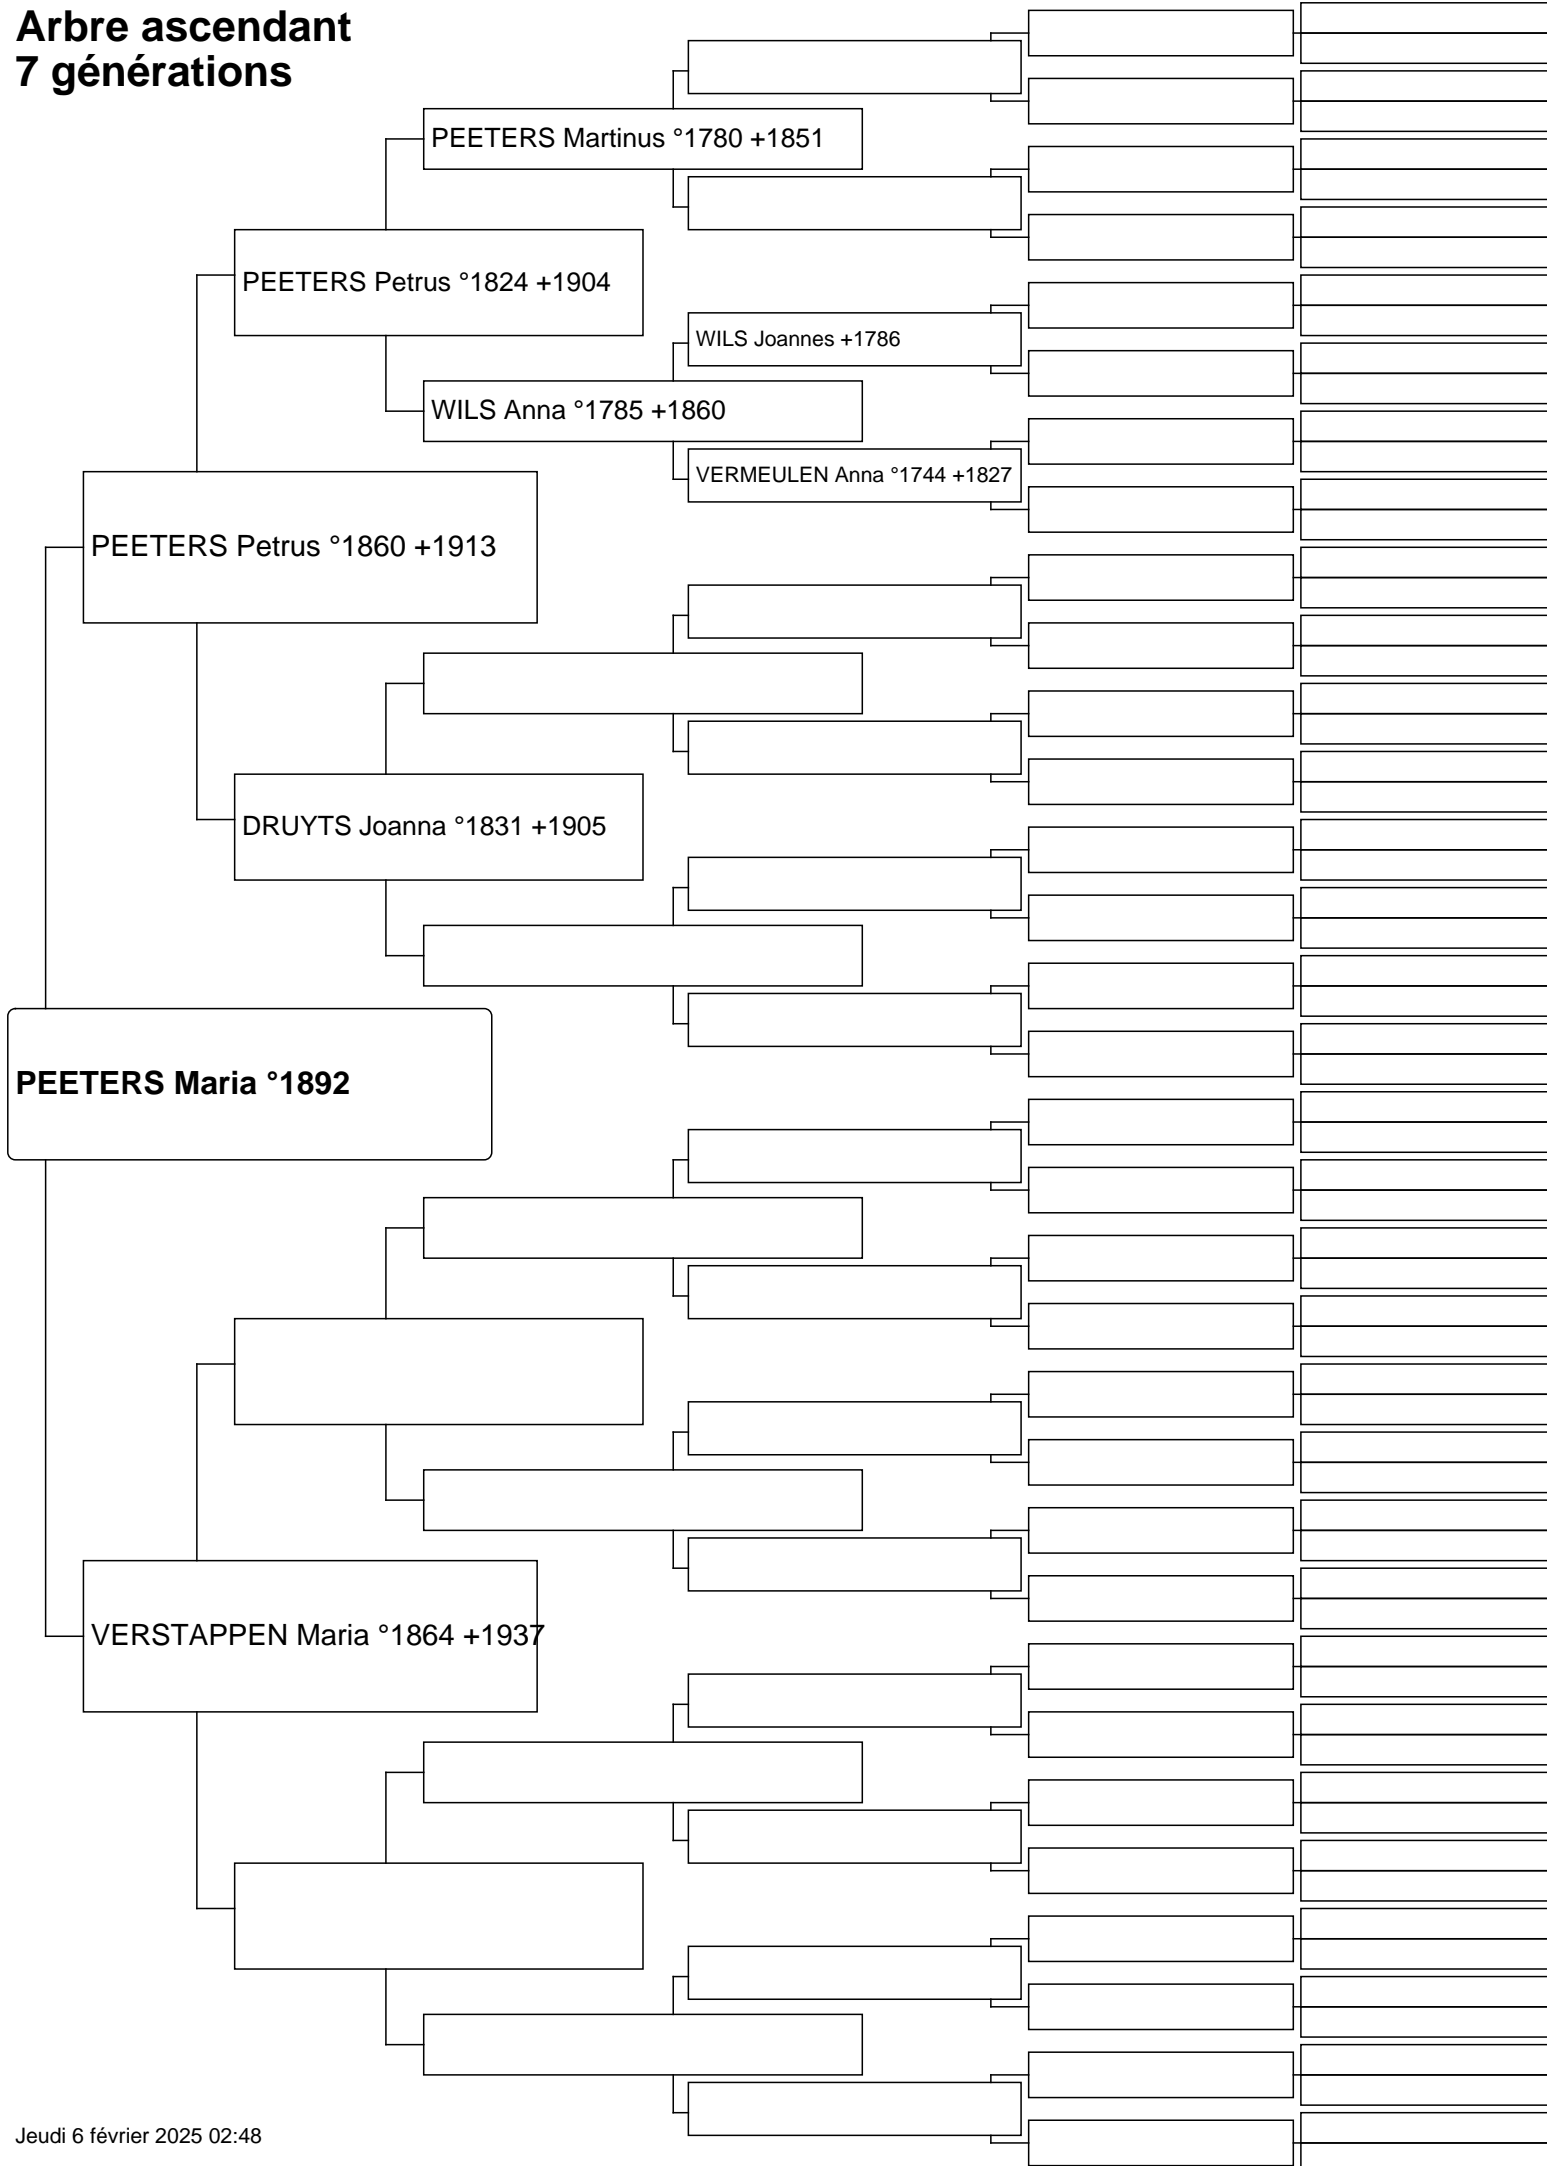 Arbre ascendant
7 générations
PEETERS Martinus °1780 +1851
PEETERS Petrus °1824 +1904
WILS Joannes +1786
WILS Anna °1785 +1860
VERMEULEN Anna °1744 +1827
PEETERS Petrus °1860 +1913
DRUYTS Joanna °1831 +1905
PEETERS Maria °1892
VERSTAPPEN Maria °1864 +1937
Jeudi 6 février 2025 02:48